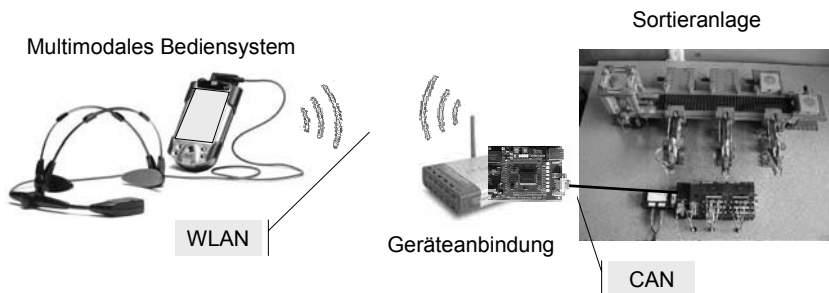 Sortieranlage
Multimodales Bediensystem
WLAN
Geräteanbindung
CAN